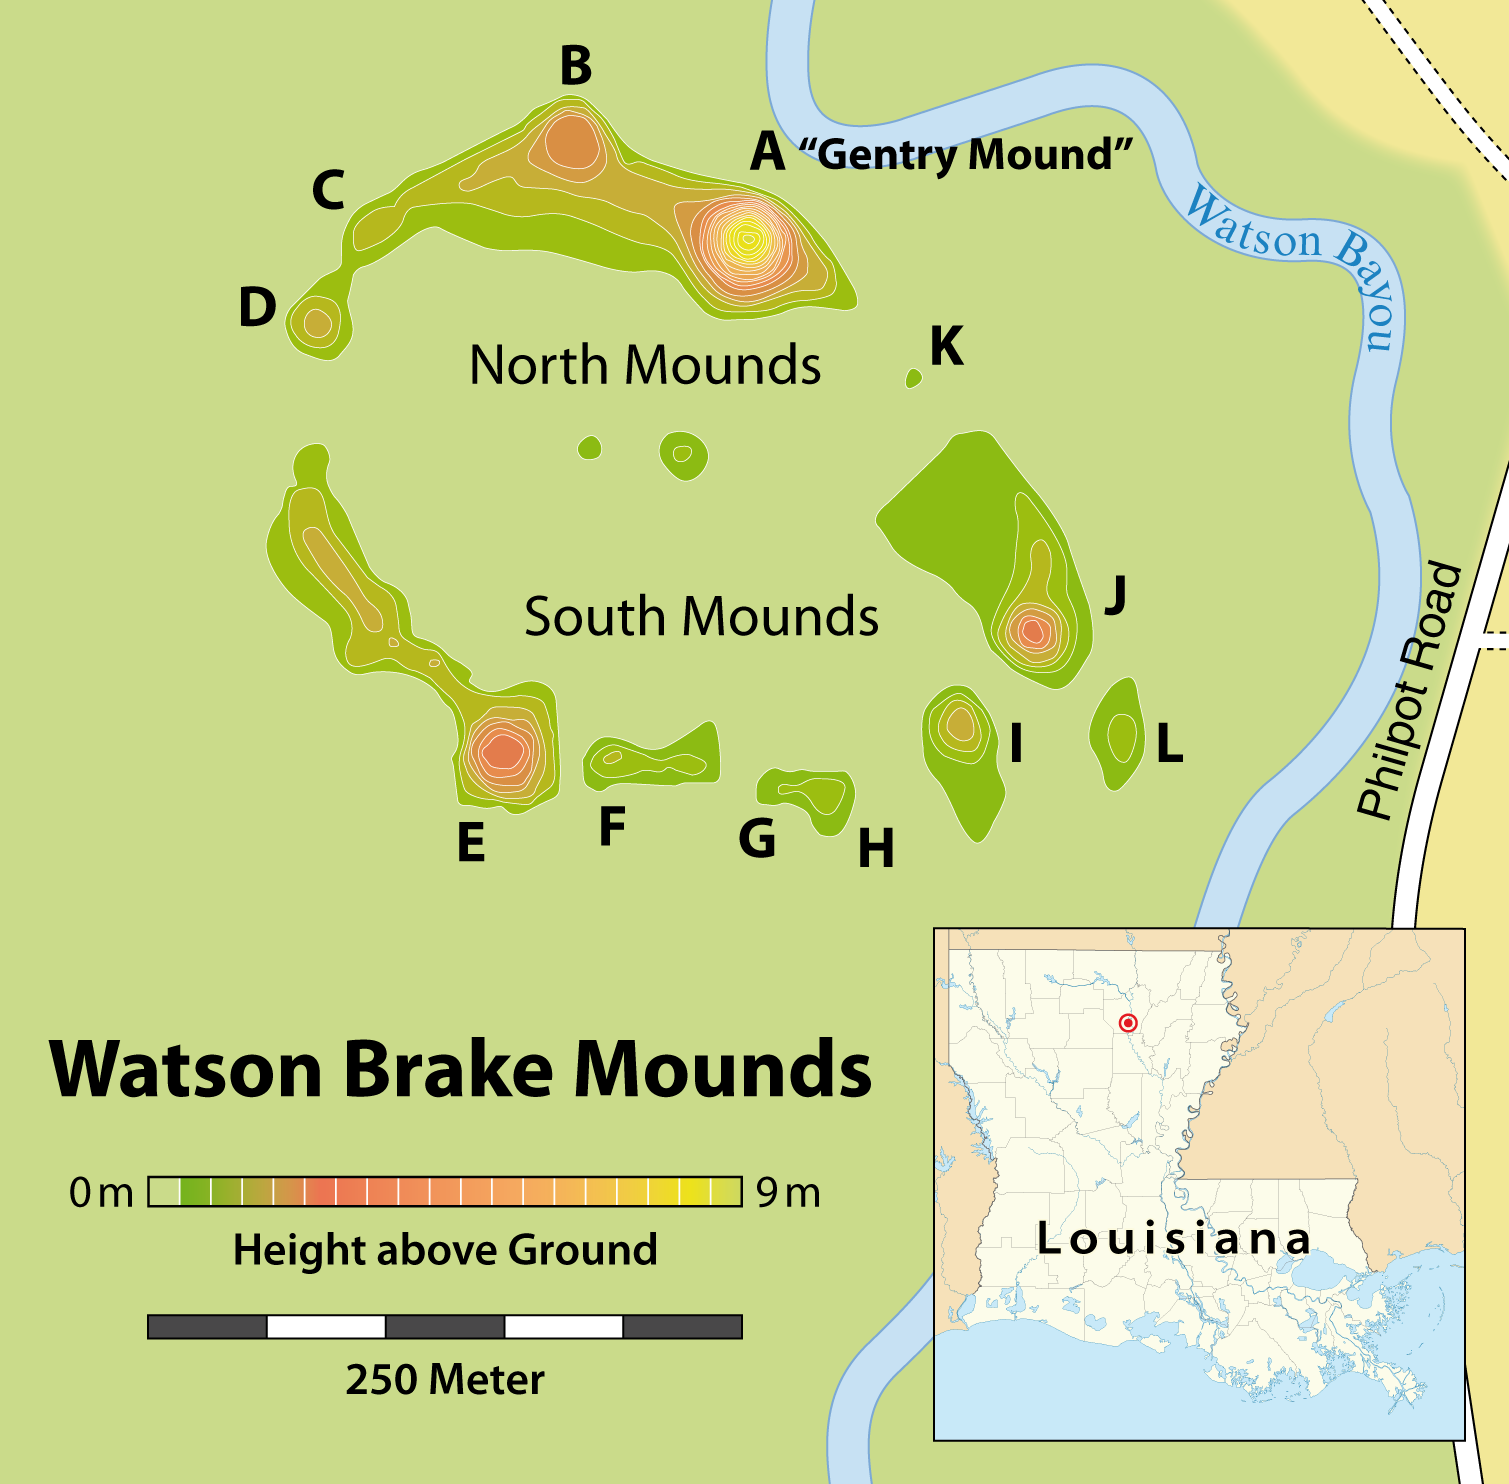 B
A “Gentry Mound”
C
Watson Bayou
D
K
North Mounds
J
South Mounds
Philpot Road
I
L
F
E
G
H
Watson Brake Mounds
0 m
9 m
Height above Ground
250 Meter
Louisiana